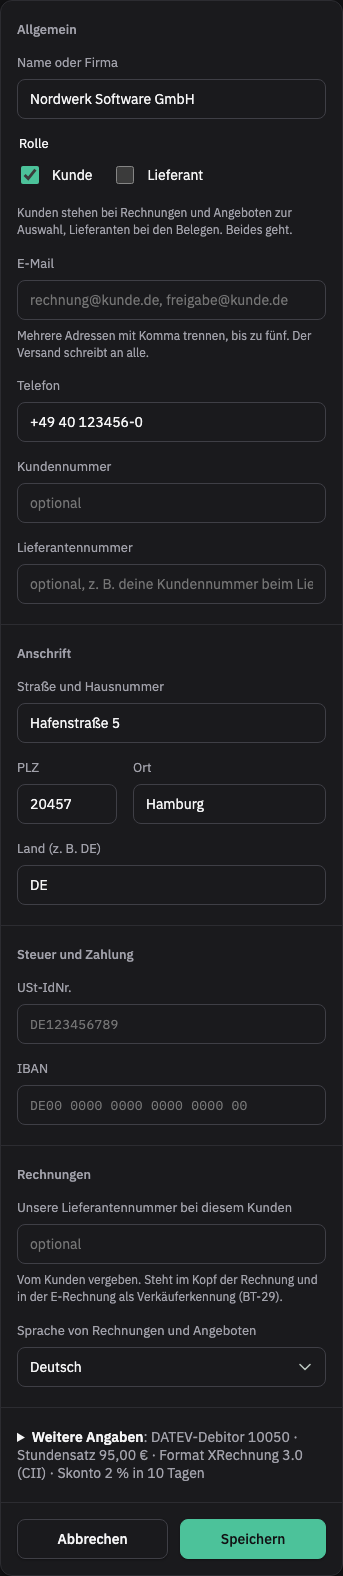 Allgemein
Name oder Firma
Nordwerk Software GmbH
Rolle
Kunde Lieferant
Kunden stehen bei Rechnungen und Angeboten zur
Auswahl, Lieferanten bei den Belegen. Beides geht.
E-Mail
rechnung@kunde.de, freigabe@kunde.de
Mehrere Adressen mit Komma trennen, bis zu fünf. Der
Versand schreibt an alle.
Telefon
+49 40 123456-0
Kundennummer
optional
Lieferantennummer
optional, z. B. deine Kundennummer beim Lie
Anschrift
Straße und Hausnummer
Hafenstraße 5
PLZ Ort
20457 Hamburg
Land (z. B. DE)
DE
Steuer und Zahlung
USt-IdNr.
DE123456789
IBAN
DE00 0000 0000 0000 0000 00
Rechnungen
Unsere Lieferantennummer bei diesem Kunden
optional
Vom Kunden vergeben. Steht im Kopf der Rechnung und
in der E-Rechnung als Verkäuferkennung (BT-29).
Sprache von Rechnungen und Angeboten
Deutsch
Weitere Angaben: DATEV-Debitor 10050 ·
Stundensatz 95,00 € · Format XRechnung 3.0
(CII) · Skonto 2 % in 10 Tagen
Abbrechen Speichern